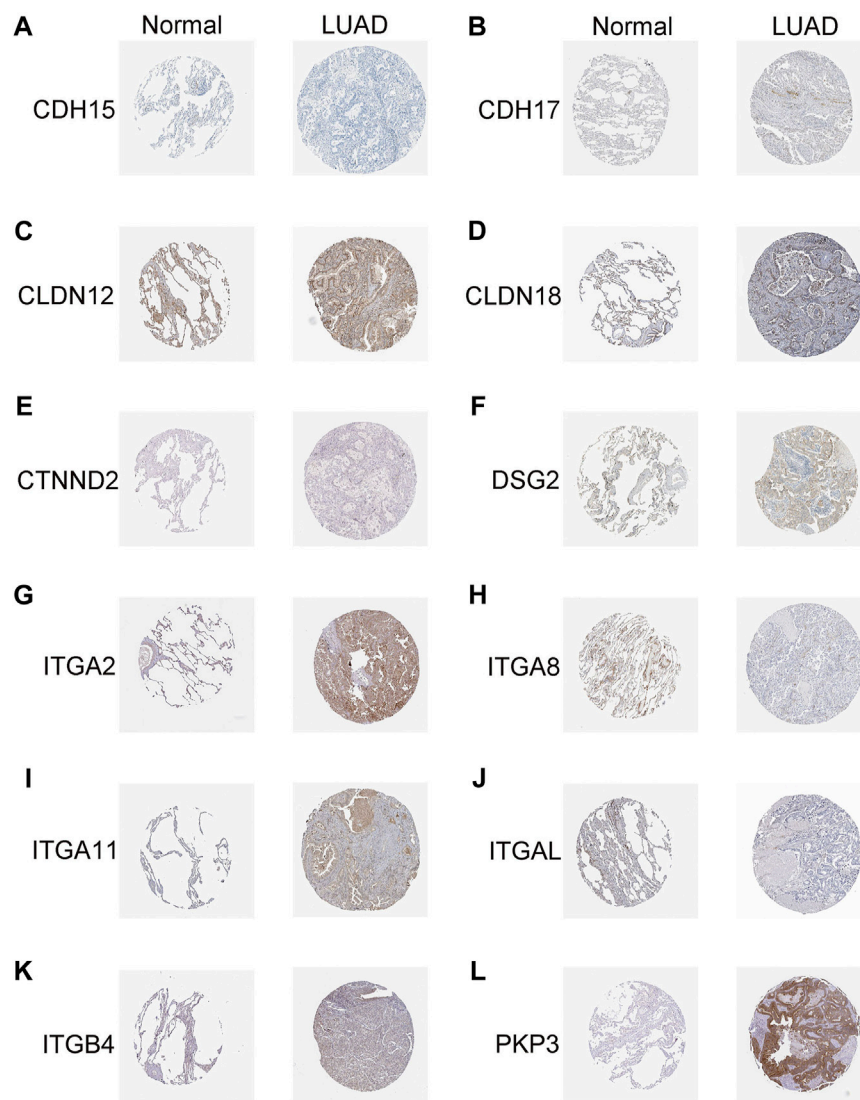 A Normal LUAD B Normal LUAD
CDH15 CDH17
C D
CLDN12 CLDN18
E F
CTNND2 DSG2
G H
ITGA2 ITGA8
I J
ITGA11 ITGAL
K L
ITGB4 PKP3